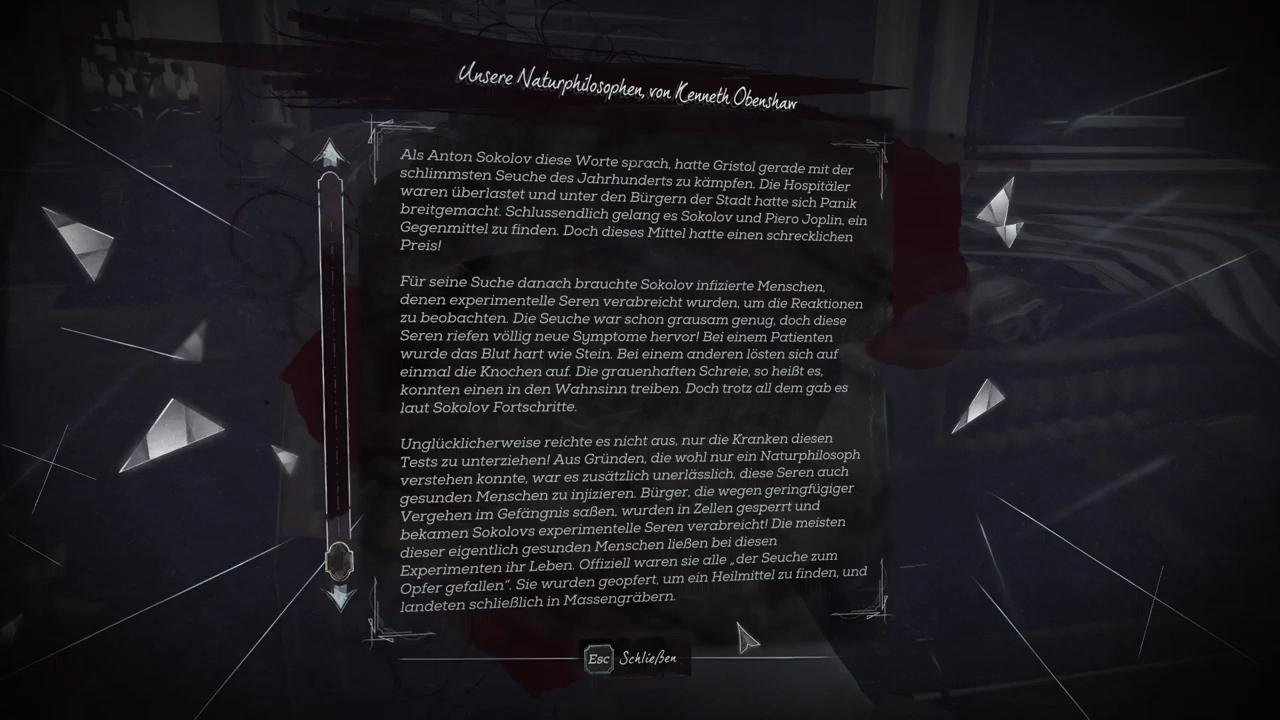 Unsere Naturphilosophen, von Kenneth Obenshaw
Als Anton Sokolov diese Worte sprach, hatte Gristol gerade mit der
schlimmsten Seuche des Jahrhunderts zu kämpfen. Die Hospitäler
waren überlastet und unter den Bürgern der Stadt hatte sich Panik
breitgemacht. Schlussendlich gelang es Sokolov und Piero Joplin, ein
Gegenmittel zu finden. Doch dieses Mittel hatte einen schrecklichen
Preis!
Für seine Suche danach brauchte Sokolov infizierte Menschen,
denen experimentelle Seren verabreicht wurden, um die Reaktionen
zu beobachten. Die Seuche war schon grausam genug, doch diese
Seren riefen völlig neue Symptome hervor! Bei einem Patienten
wurde das Blut hart wie Stein. Bei einem anderen lösten sich auf
einmal die Knochen auf. Die grauenhaften Schreie, so heißt es,
konnten einen in den Wahnsinn treiben. Doch trotz all dem gab es
laut Sokolov Fortschritte.
Unglücklicherweise reichte es nicht aus, nur die Kranken diesen
Tests zu unterziehen! Aus Gründen, die wohl nur ein Naturphilosoph
verstehen konnte, war es zusätzlich unerlässlich, diese Seren auch
gesunden Menschen zu injizieren. Bürger, die wegen geringfügiger
Vergehen im Gefängnis saßen, wurden in Zellen gesperrt und
bekamen Sokolovs experimentelle Seren verabreicht! Die meisten
dieser eigentlich gesunden Menschen ließen bei diesen
Experimenten ihr Leben. Offiziell waren sie alle „der Seuche zum
Opfer gefallen“. Sie wurden geopfert, um ein Heilmittel zu finden, und
landeten schließlich in Massengräbern.
Esc Schließen